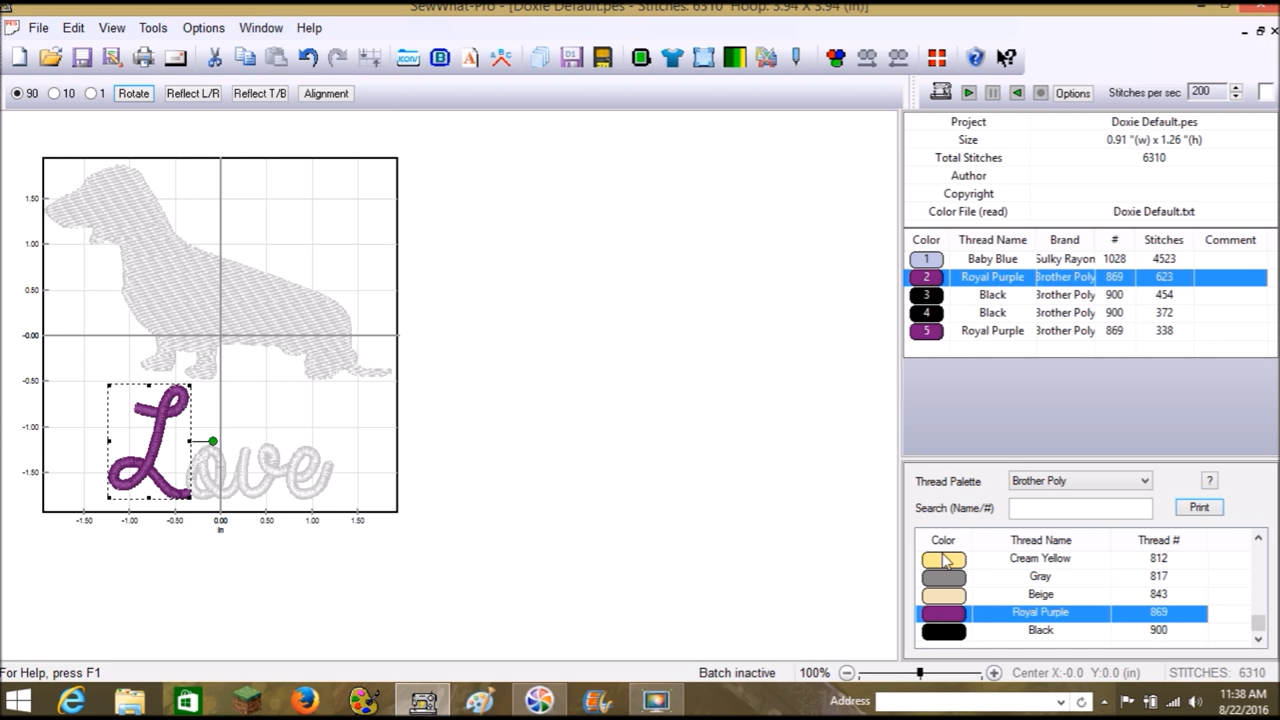 SewWhat-Pro - [Doxie Default.pes - Stitches: 6310 Hoop: 3.94 X 3.94 (in)]
File Edit View Tools Options Window Help
90 10 1 Rotate Reflect L/R Reflect T/B Alignment Options Stitches per sec 200
Project Doxie Default.pes
Size 0.91 "(w) x 1.26 "(h)
Total Stitches 6310
Author
Copyright
Color File (read) Doxie Default.txt
Color Thread Name Brand # Stitches Comment
1 Baby Blue Sulky Rayon 1028 4523
2 Royal Purple Brother Poly 869 623
3 Black Brother Poly 900 454
4 Black Brother Poly 900 372
5 Royal Purple Brother Poly 869 338
1.50
1.00
0.50
-0.00
-0.50
-1.00
-1.50
Love
-1.50 -1.00 -0.50 0.00 0.50 1.00 1.50
in
Thread Palette Brother Poly ?
Search (Name/#) Print
Color Thread Name Thread #
Cream Yellow 812
Gray 817
Beige 843
Royal Purple 869
Black 900
For Help, press F1 Batch inactive 100% Center X:-0.0 Y:0.0 (in) STITCHES: 6310
Address 11:38 AM
8/22/2016